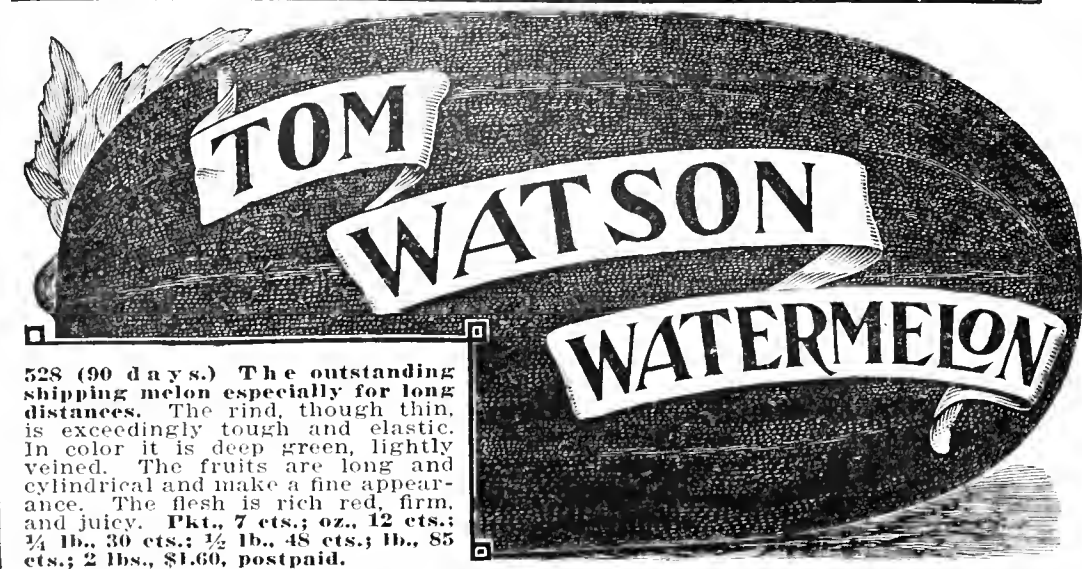 TOM
WATSON
WATERMELON
528 (90 days.) The outstanding
shipping melon especially for long
distances. The rind, though thin,
is exceedingly tough and elastic.
In color it is deep green, lightly
veined. The fruits are long and
cylindrical and make a fine appear-
ance. The flesh is rich red, firm,
and juicy. Pkt., 7 cts.; oz., 12 cts.;
¼ lb., 30 cts.; ½ lb., 48 cts.; lb., 85
cts.; 2 lbs., $1.60, postpaid.